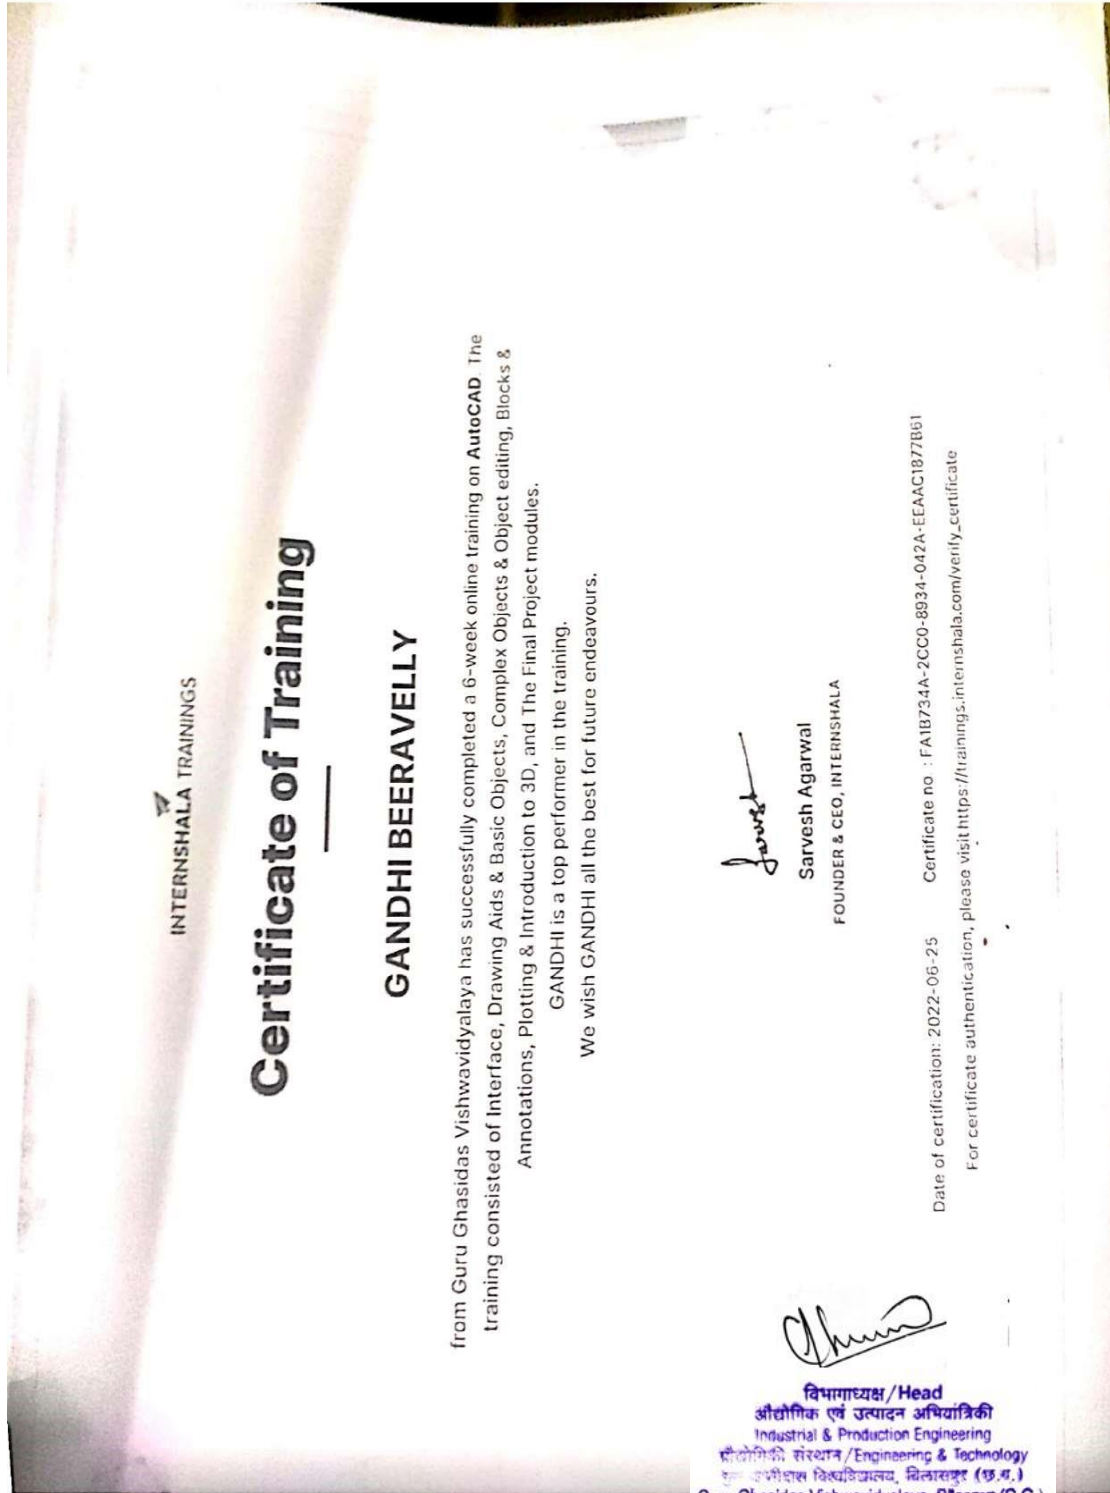 INTERNSHALA TRAININGS
Certificate of Training
GANDHI BEERAVELLY
from Guru Ghasidas Vishwavidyalaya has successfully completed a 6-week online training on AutoCAD. The
training consisted of Interface, Drawing Aids & Basic Objects, Complex Objects & Object editing, Blocks &
Annotations, Plotting & Introduction to 3D, and The Final Project modules.
GANDHI is a top performer in the training.
We wish GANDHI all the best for future endeavours.
Sarvesh
Sarvesh Agarwal
FOUNDER & CEO, INTERNSHALA
Date of certification: 2022-06-25 Certificate no : FA1B734A-2CC0-8934-042A-EEAAC1877B61
For certificate authentication, please visit https://trainings.internshala.com/verify_certificate
विभागाध्यक्ष/Head
औद्योगिक एवं उत्पादन अभियांत्रिकी
Industrial & Production Engineering
प्रौद्योगिकी संस्थान/Engineering & Technology
विश्वविद्यालय, बिलासपुर (छ.ग.)